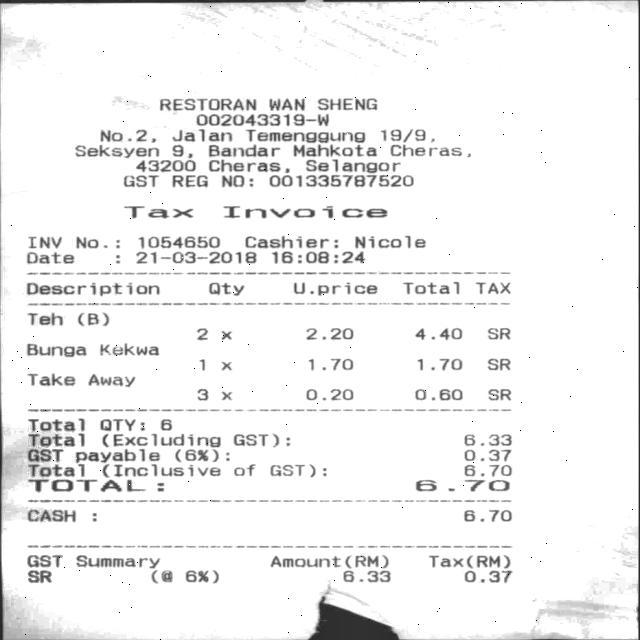 RESTORAN WAN SHENG
002043319-W
No.2, Jalan Temenggung 19/9,
Seksyen 9, Bandar Mahkota Cheras,
43200 Cheras, Selangor
GST REG NO: 001335787520
Tax Invoice
INV No.: 1054650 Cashier: Nicole
Date : 21-03-2018 16:08:24
Description Qty U.price Total TAX
Teh (B)
2 x 2.20 4.40 SR
Bunga Kekwa
1 x 1.70 1.70 SR
Take Away
3 x 0.20 0.60 SR
Total QTY: 6
Total (Excluding GST): 6.33
GST payable (6%): 0.37
Total (Inclusive of GST): 6.70
TOTAL: 6.70
CASH : 6.70
GST Summary Amount(RM) Tax(RM)
SR (@ 6%) 6.33 0.37